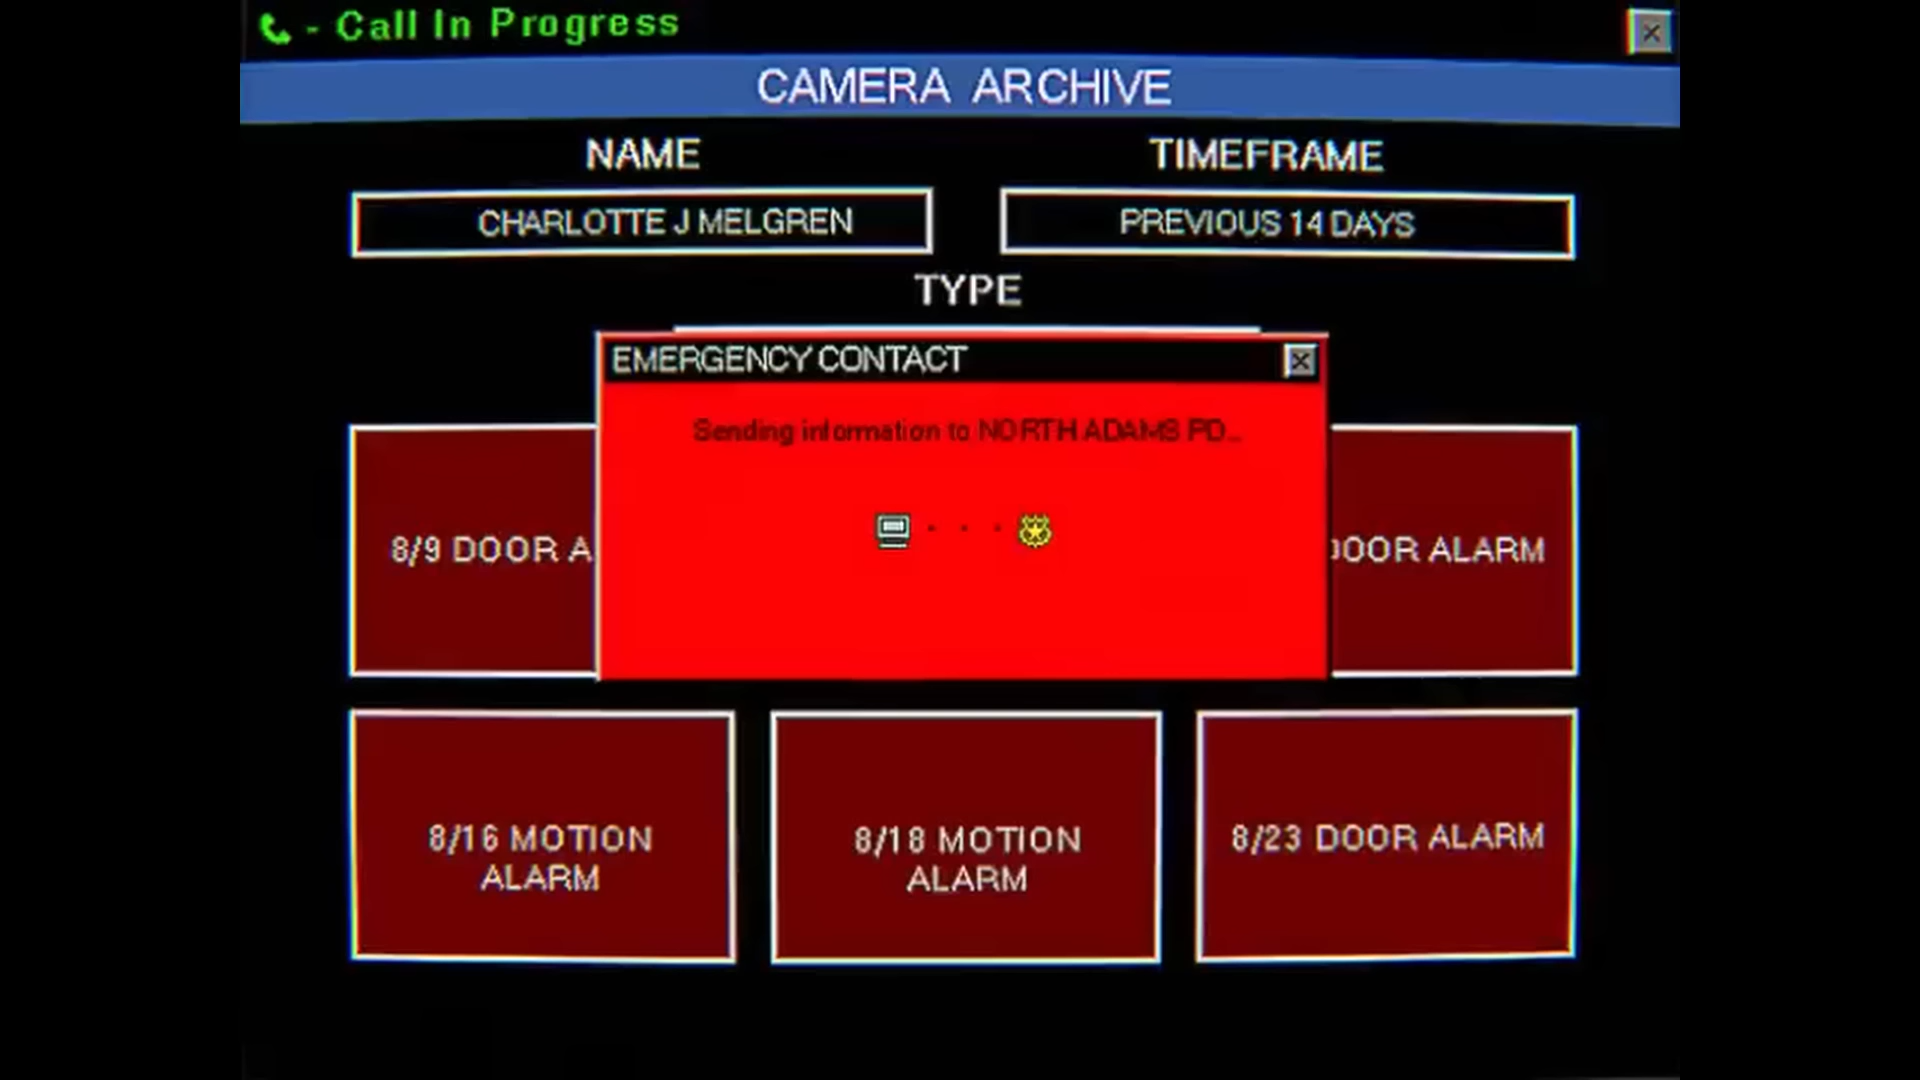 - Call In Progress
CAMERA ARCHIVE
NAME
TIMEFRAME
CHARLOTTE J MELGREN
PREVIOUS 14 DAYS
TYPE
EMERGENCY CONTACT
Sending information to NORTH ADAMS PD...
8/9 DOOR A
OOR ALARM
8/16 MOTION
ALARM
8/18 MOTION
ALARM
8/23 DOOR ALARM